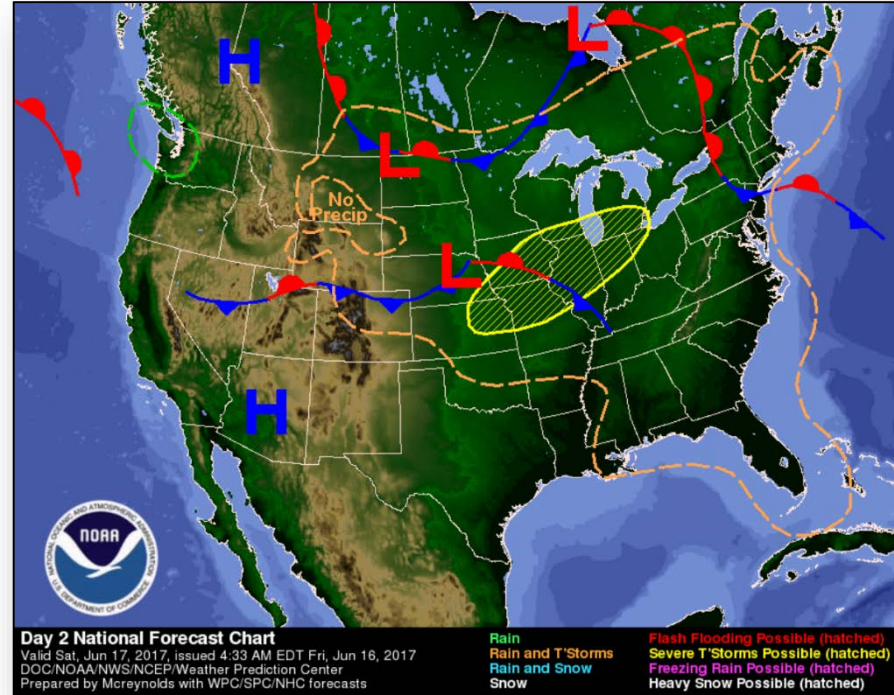 L
H
L
No
Precip
L
H
NATIONAL OCEANIC AND ATMOSPHERIC ADMINISTRATION
NOAA
U.S. DEPARTMENT OF COMMERCE
Day 2 National Forecast Chart
Valid Sat, Jun 17, 2017, issued 4:33 AM EDT Fri, Jun 16, 2017
DOC/NOAA/NWS/NCEP/Weather Prediction Center
Prepared by Mcreynolds with WPC/SPC/NHC forecasts
Rain
Rain and T'Storms
Rain and Snow
Snow
Flash Flooding Possible (hatched)
Severe T'Storms Possible (hatched)
Freezing Rain Possible (hatched)
Heavy Snow Possible (hatched)